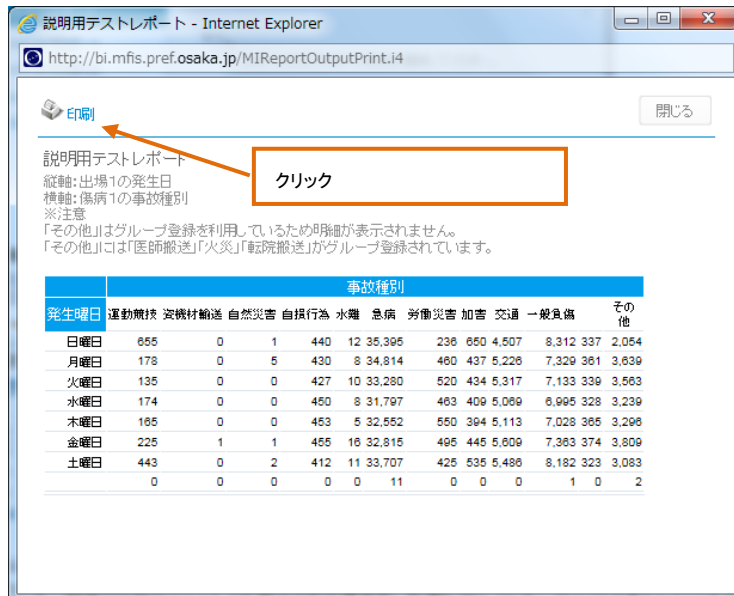 説明用テストレポート - Internet Explorer
http://bi.mfis.pref.osaka.jp/MIReportOutputPrint.i4
印刷
閉じる
クリック
説明用テストレポート
縦軸:出場1の発生日
横軸:傷病1の事故種別
※注意
「その他」はグループ登録を利用しているため明細が表示されません。
「その他」には「医師搬送」「火災」「転院搬送」がグループ登録されています。
事故種別
発生曜日 運動競技 資機材輸送 自然災害 自損行為 水難 急病 労働災害 加害 交通 一般負傷 その他
日曜日 655 0 1 440 12 35,395 236 650 4,507 8,312 337 2,054
月曜日 178 0 5 430 8 34,814 460 437 5,226 7,329 361 3,639
火曜日 135 0 0 427 10 33,280 520 434 5,317 7,133 339 3,563
水曜日 174 0 0 450 8 31,797 463 409 5,069 6,995 328 3,239
木曜日 165 0 0 453 5 32,552 550 394 5,113 7,028 365 3,296
金曜日 225 1 1 455 16 32,815 495 445 5,609 7,363 374 3,809
土曜日 443 0 2 412 11 33,707 425 535 5,486 8,182 323 3,083
0 0 0 0 0 11 0 0 0 1 0 2